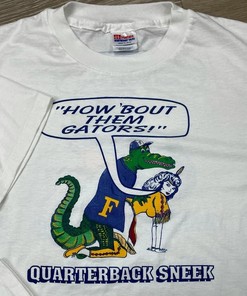 "HOW 'BOUT
THEM
GATORS!"
F
QUARTERBACK SNEEK